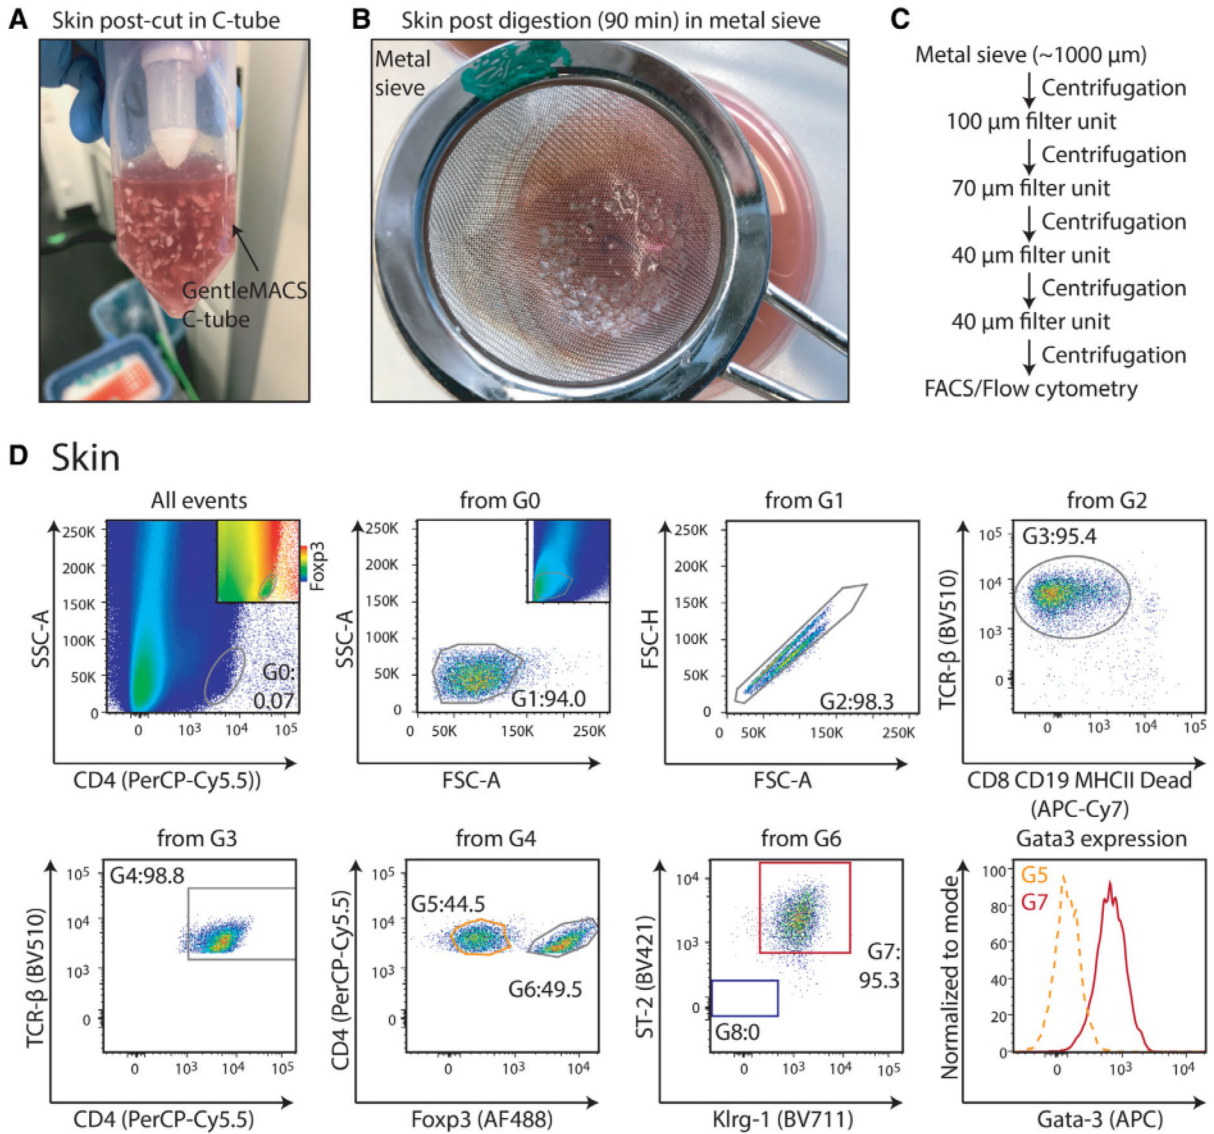 A Skin post-cut in C-tube
GentleMACS
C-tube
B Skin post digestion (90 min) in metal sieve
Metal
sieve
C
Metal sieve (~1000 µm)
Centrifugation
100 µm filter unit
Centrifugation
70 µm filter unit
Centrifugation
40 µm filter unit
Centrifugation
40 µm filter unit
Centrifugation
FACS/Flow cytometry
D Skin
All events
SSC-A
250K
200K
150K
100K
50K
0
Foxp3
G0:
0.07
0 10³ 10⁴ 10⁵
CD4 (PerCP-Cy5.5))
from G0
SSC-A
250K
200K
150K
100K
50K
0
G1:94.0
0 50K 150K 250K
FSC-A
from G1
FSC-H
250K
200K
150K
100K
50K
0
G2:98.3
0 50K 150K 250K
FSC-A
from G2
TCR-β (BV510)
10⁵
10⁴
10³
0
G3:95.4
0 10³ 10⁴ 10⁵
CD8 CD19 MHCII Dead
(APC-Cy7)
from G3
TCR-β (BV510)
10⁵
10⁴
10³
0
G4:98.8
0 10³ 10⁴ 10⁵
CD4 (PerCP-Cy5.5)
from G4
CD4 (PerCP-Cy5.5)
10⁵
10⁴
10³
0
G5:44.5
G6:49.5
0 10³ 10⁴
Foxp3 (AF488)
from G6
ST-2 (BV421)
10⁴
10³
0
G7:
95.3
G8:0
0 10³ 10⁴
Klrg-1 (BV711)
Gata3 expression
Normalized to mode
100
80
60
40
20
0
G5
G7
0 10³ 10⁴
Gata-3 (APC)